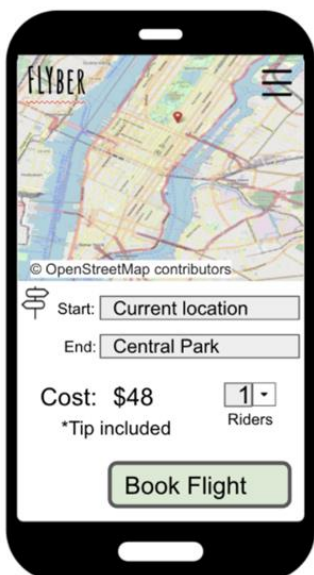 FLYBER
© OpenStreetMap contributors
Start: Current location
End: Central Park
Cost: $48 1
*Tip included Riders
Book Flight